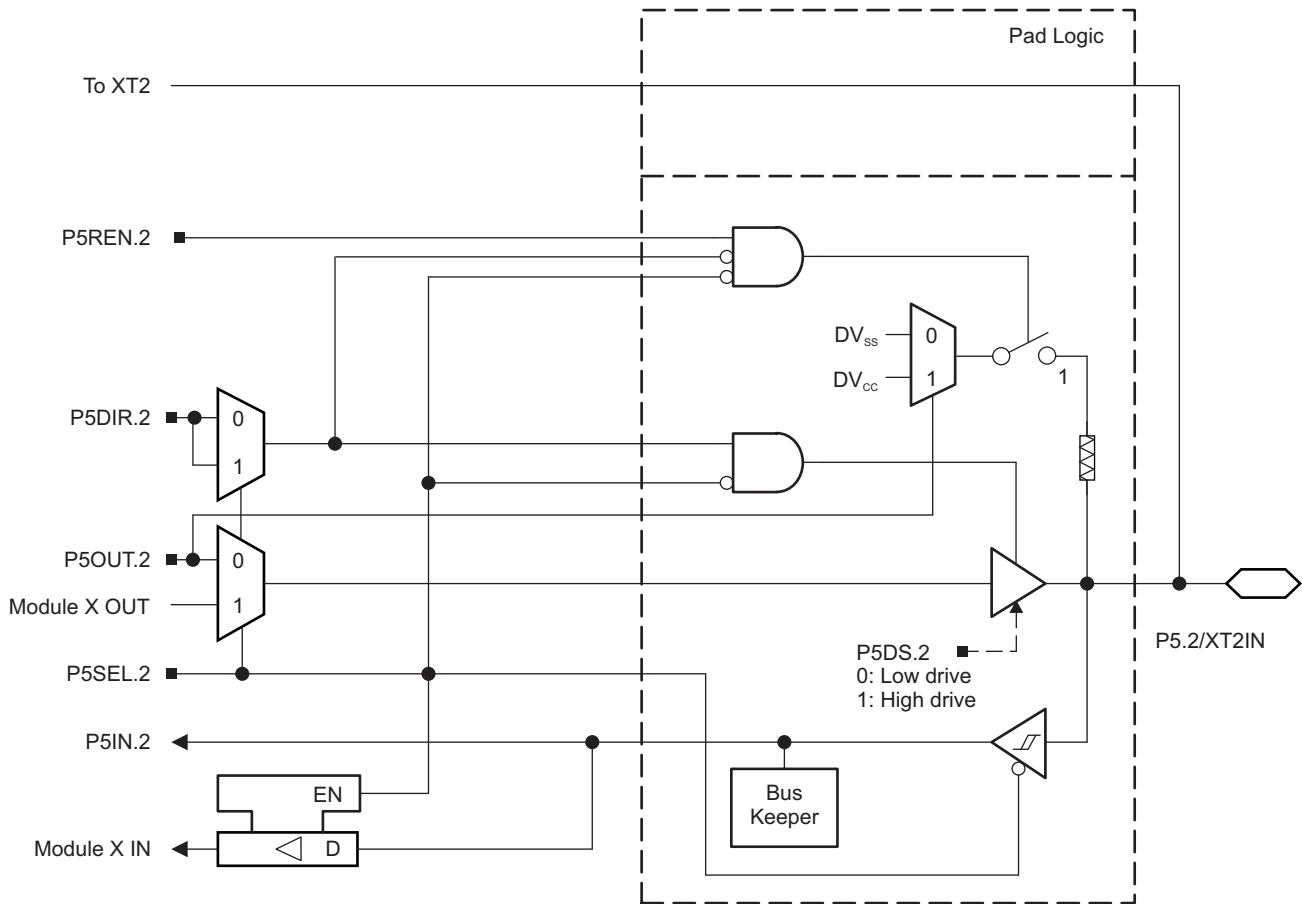 Pad Logic
To XT2
P5REN.2
DVSS
0
DVCC
1
1
P5DIR.2
0
1
P5OUT.2
0
Module X OUT
1
P5SEL.2
P5DS.2
0: Low drive
1: High drive
P5.2/XT2IN
P5IN.2
EN
Bus
Keeper
Module X IN
D